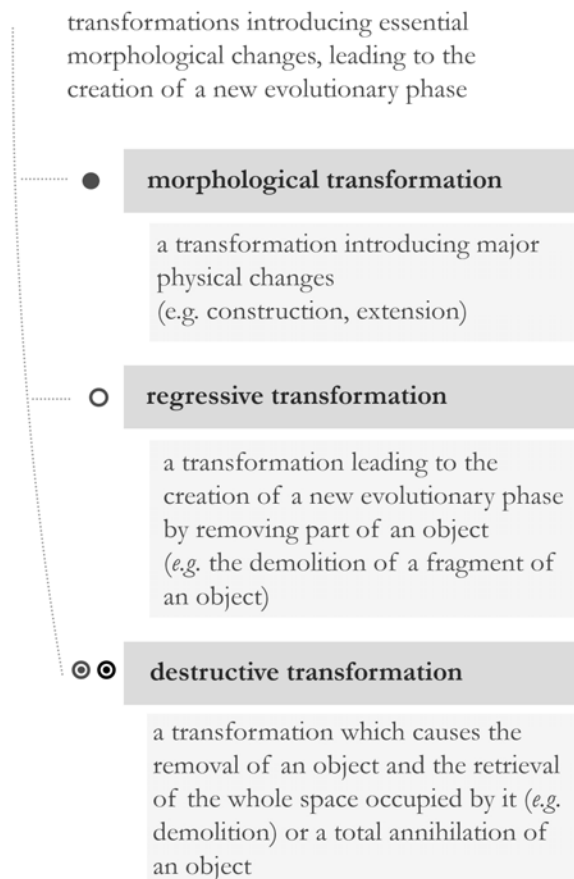 transformations introducing essential
morphological changes, leading to the
creation of a new evolutionary phase
morphological transformation
a transformation introducing major
physical changes
(e.g. construction, extension)
regressive transformation
a transformation leading to the
creation of a new evolutionary phase
by removing part of an object
(e.g. the demolition of a fragment of
an object)
destructive transformation
a transformation which causes the
removal of an object and the retrieval
of the whole space occupied by it (e.g.
demolition) or a total annihilation of
an object